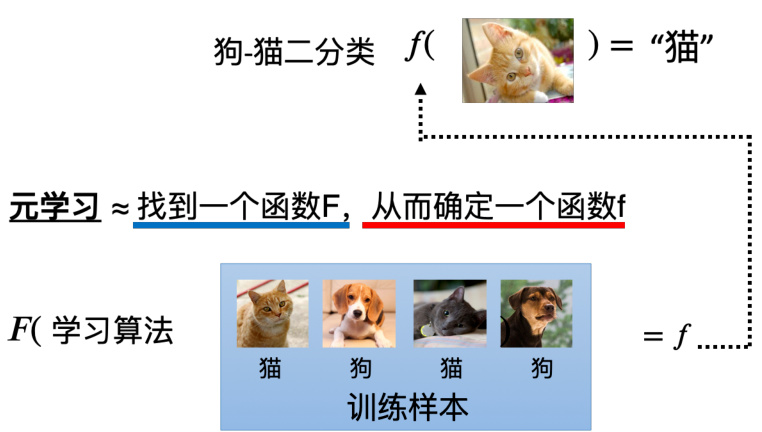 狗-猫二分类 f( ) = “猫”
元学习 ≈ 找到一个函数F，从而确定一个函数f
F( 学习算法 = f
猫 狗 猫 狗
训练样本